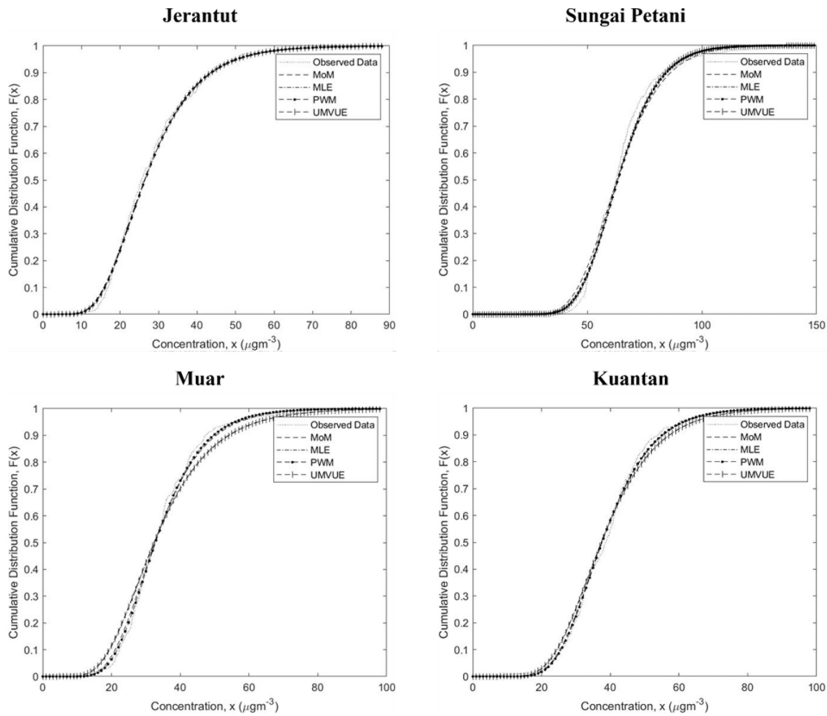 Jerantut
Cumulative Distribution Function, F(x)
1
0.9
0.8
0.7
0.6
0.5
0.4
0.3
0.2
0.1
0
Observed Data
MoM
MLE
PWM
UMVUE
0 10 20 30 40 50 60 70 80 90
Concentration, x (μgm⁻³)
Sungai Petani
Cumulative Distribution Function, F(x)
1
0.9
0.8
0.7
0.6
0.5
0.4
0.3
0.2
0.1
0
Observed Data
MoM
MLE
PWM
UMVUE
0 50 100 150
Concentration, x (μgm⁻³)
Muar
Cumulative Distribution Function, F(x)
1
0.9
0.8
0.7
0.6
0.5
0.4
0.3
0.2
0.1
0
Observed Data
MoM
MLE
PWM
UMVUE
0 20 40 60 80 100
Concentration, x (μgm⁻³)
Kuantan
Cumulative Distribution Function, F(x)
1
0.9
0.8
0.7
0.6
0.5
0.4
0.3
0.2
0.1
0
Observed Data
MoM
MLE
PWM
UMVUE
0 20 40 60 80 100
Concentration, x (μgm⁻³)